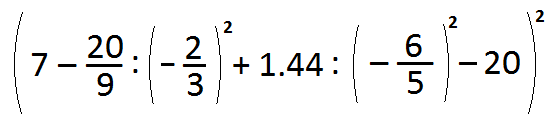 (7 − 20/9 : (−2/3)² + 1.44 : (−6/5)² − 20)²